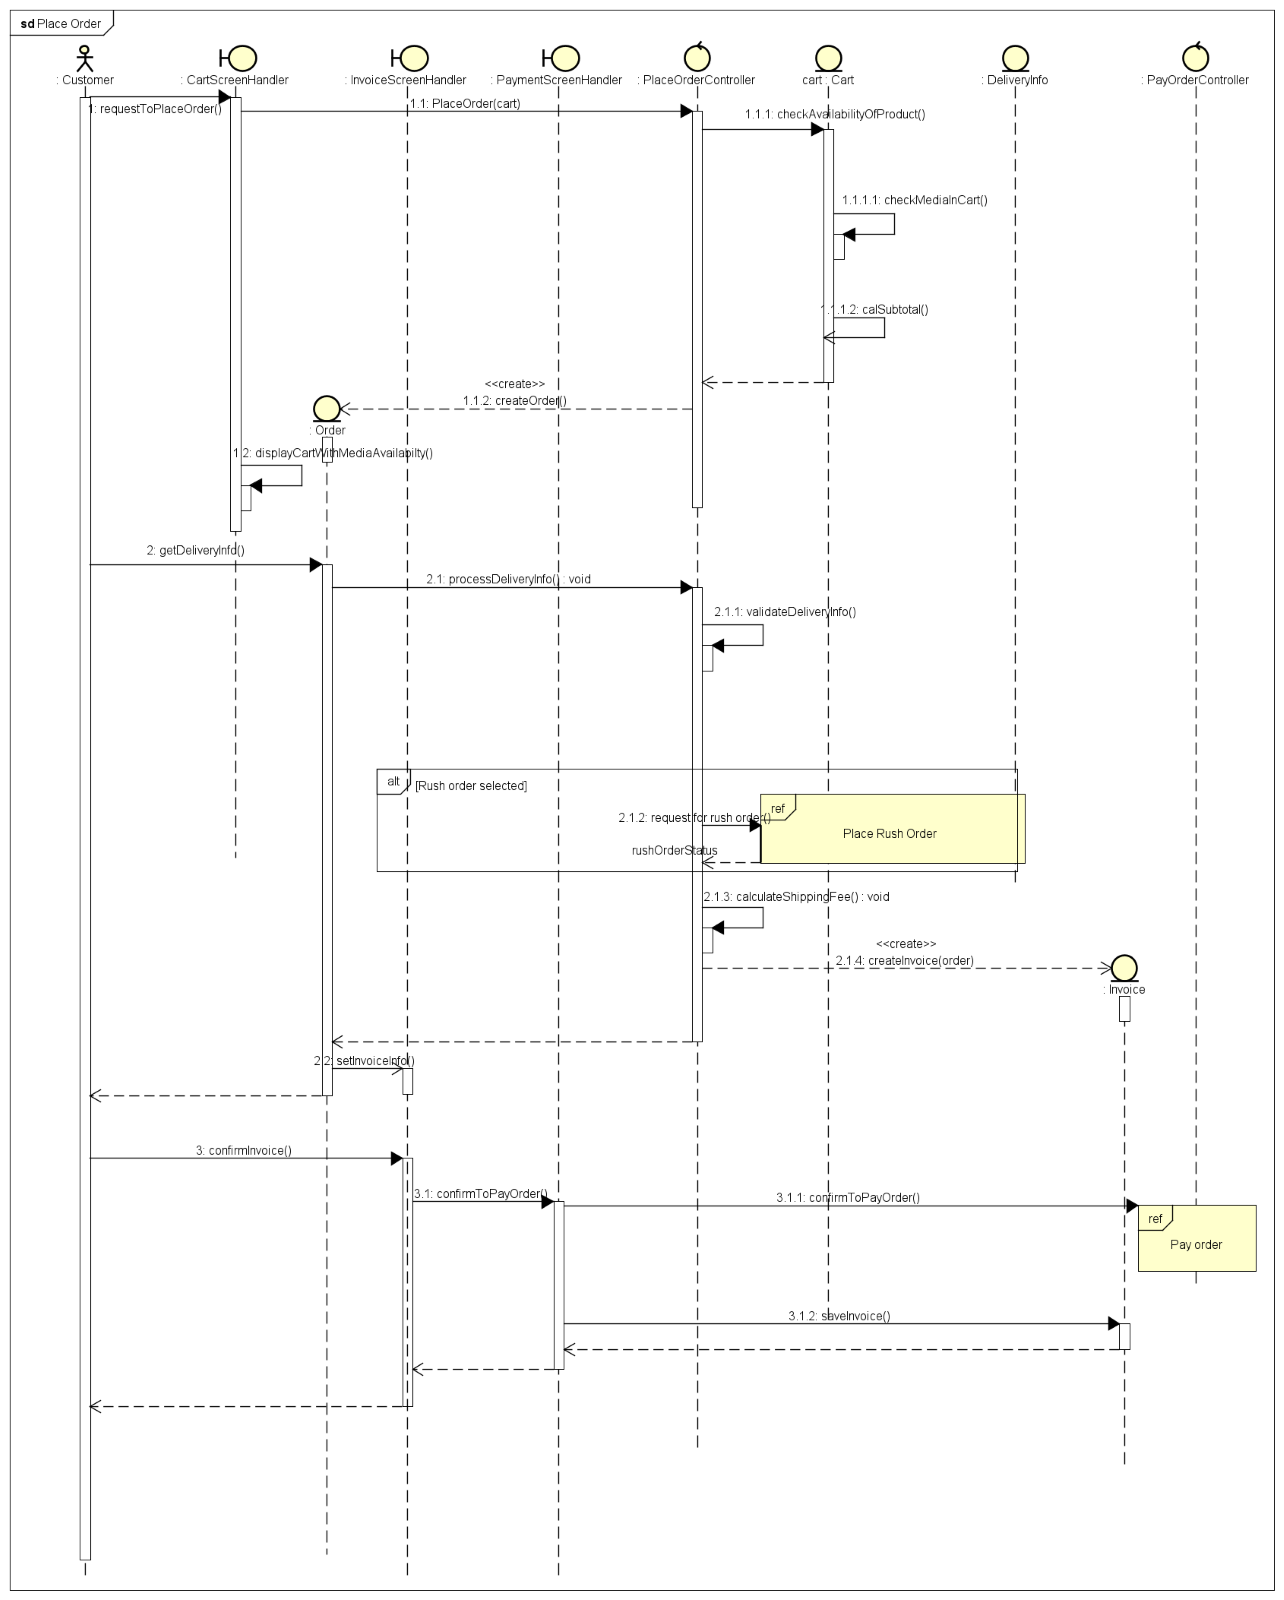 sd Place Order
: Customer
: CartScreenHandler
: InvoiceScreenHandler
: PaymentScreenHandler
: PlaceOrderController
cart : Cart
: DeliveryInfo
: PayOrderController
1: requestToPlaceOrder()
1.1: PlaceOrder(cart)
1.1.1: checkAvailabilityOfProduct()
1.1.1.1: checkMediaInCart()
1.1.1.2: calSubtotal()
<<create>>
1.1.2: createOrder()
: Order
1.2: displayCartWithMediaAvailabilty()
2: getDeliveryInfo()
2.1: processDeliveryInfo() : void
2.1.1: validateDeliveryInfo()
alt
[Rush order selected]
ref
2.1.2: request for rush order()
Place Rush Order
rushOrderStatus
2.1.3: calculateShippingFee() : void
<<create>>
2.1.4: createInvoice(order)
: Invoice
2.2: setInvoiceInfo()
3: confirmInvoice()
3.1: confirmToPayOrder()
3.1.1: confirmToPayOrder()
ref
Pay order
3.1.2: saveInvoice()